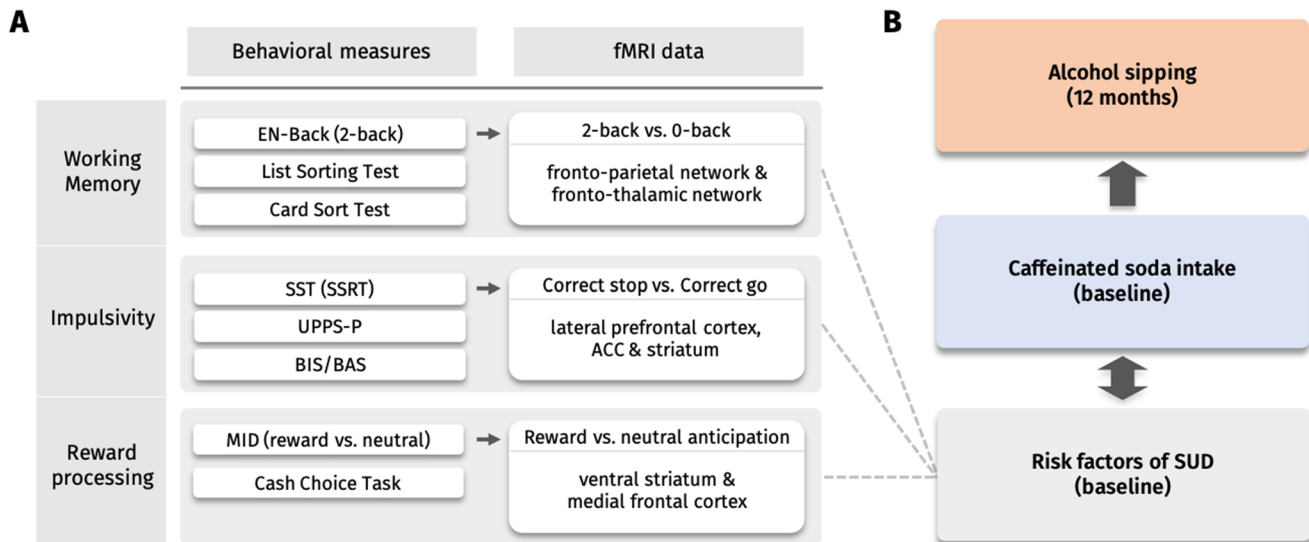 A
Behavioral measures
fMRI data
Working
Memory
EN-Back (2-back)
List Sorting Test
Card Sort Test
2-back vs. 0-back
fronto-parietal network &
fronto-thalamic network
Impulsivity
SST (SSRT)
UPPS-P
BIS/BAS
Correct stop vs. Correct go
lateral prefrontal cortex,
ACC & striatum
Reward
processing
MID (reward vs. neutral)
Cash Choice Task
Reward vs. neutral anticipation
ventral striatum &
medial frontal cortex
B
Alcohol sipping
(12 months)
Caffeinated soda intake
(baseline)
Risk factors of SUD
(baseline)